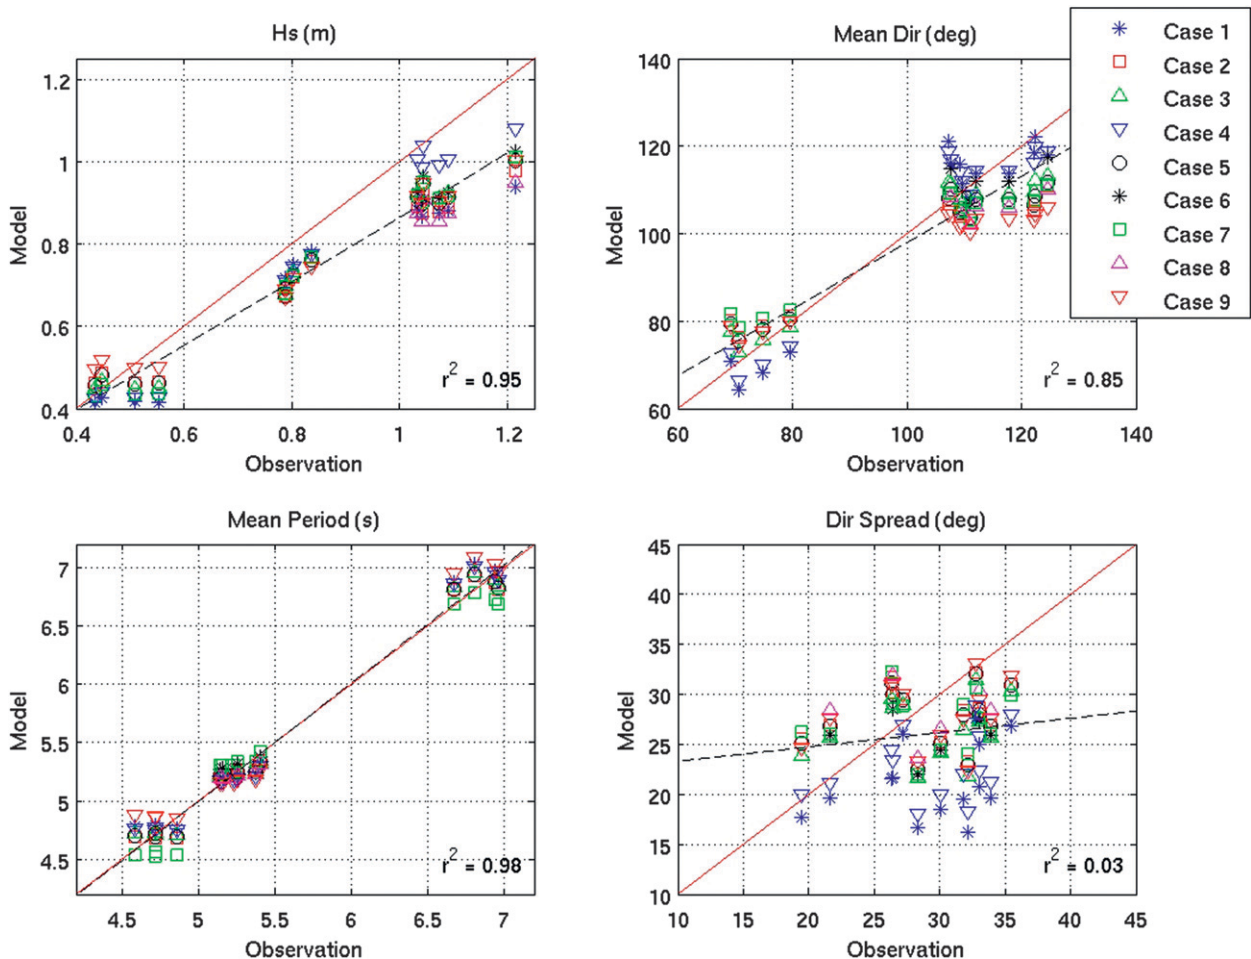 Hs (m)
1.2
1
0.8
0.6
0.4
0.4
0.6
0.8
1
1.2
Model
Observation
r² = 0.95
Mean Dir (deg)
140
120
100
80
60
60
80
100
120
140
Model
Observation
r² = 0.85
Case 1
Case 2
Case 3
Case 4
Case 5
Case 6
Case 7
Case 8
Case 9
Mean Period (s)
7
6.5
6
5.5
5
4.5
4.5
5
5.5
6
6.5
7
Model
Observation
r² = 0.98
Dir Spread (deg)
45
40
35
30
25
20
15
10
10
15
20
25
30
35
40
45
Model
Observation
r² = 0.03